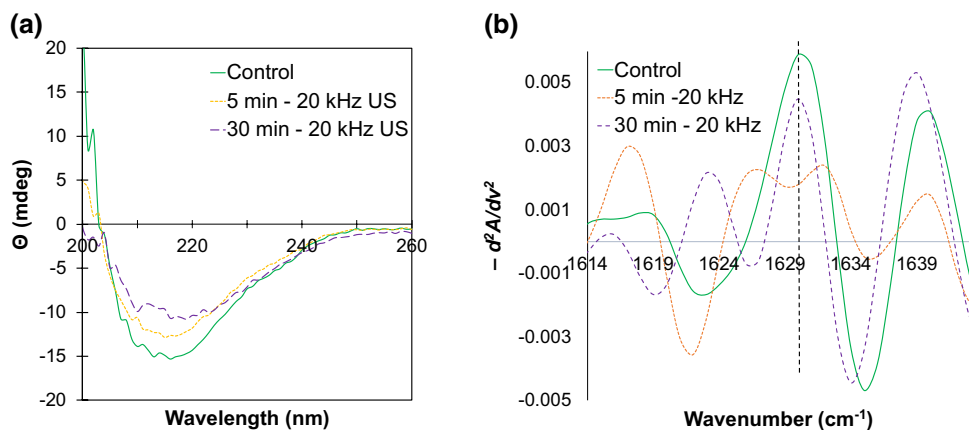 (a)
Θ (mdeg)
20
15
10
5
0
-5
-10
-15
-20
200
220
240
260
Control
5 min - 20 kHz US
30 min - 20 kHz US
Wavelength (nm)
(b)
– d²A/dv²
0.005
0.003
0.001
-0.001
-0.003
-0.005
1614
1619
1624
1629
1634
1639
Control
5 min -20 kHz
30 min - 20 kHz
Wavenumber (cm⁻¹)